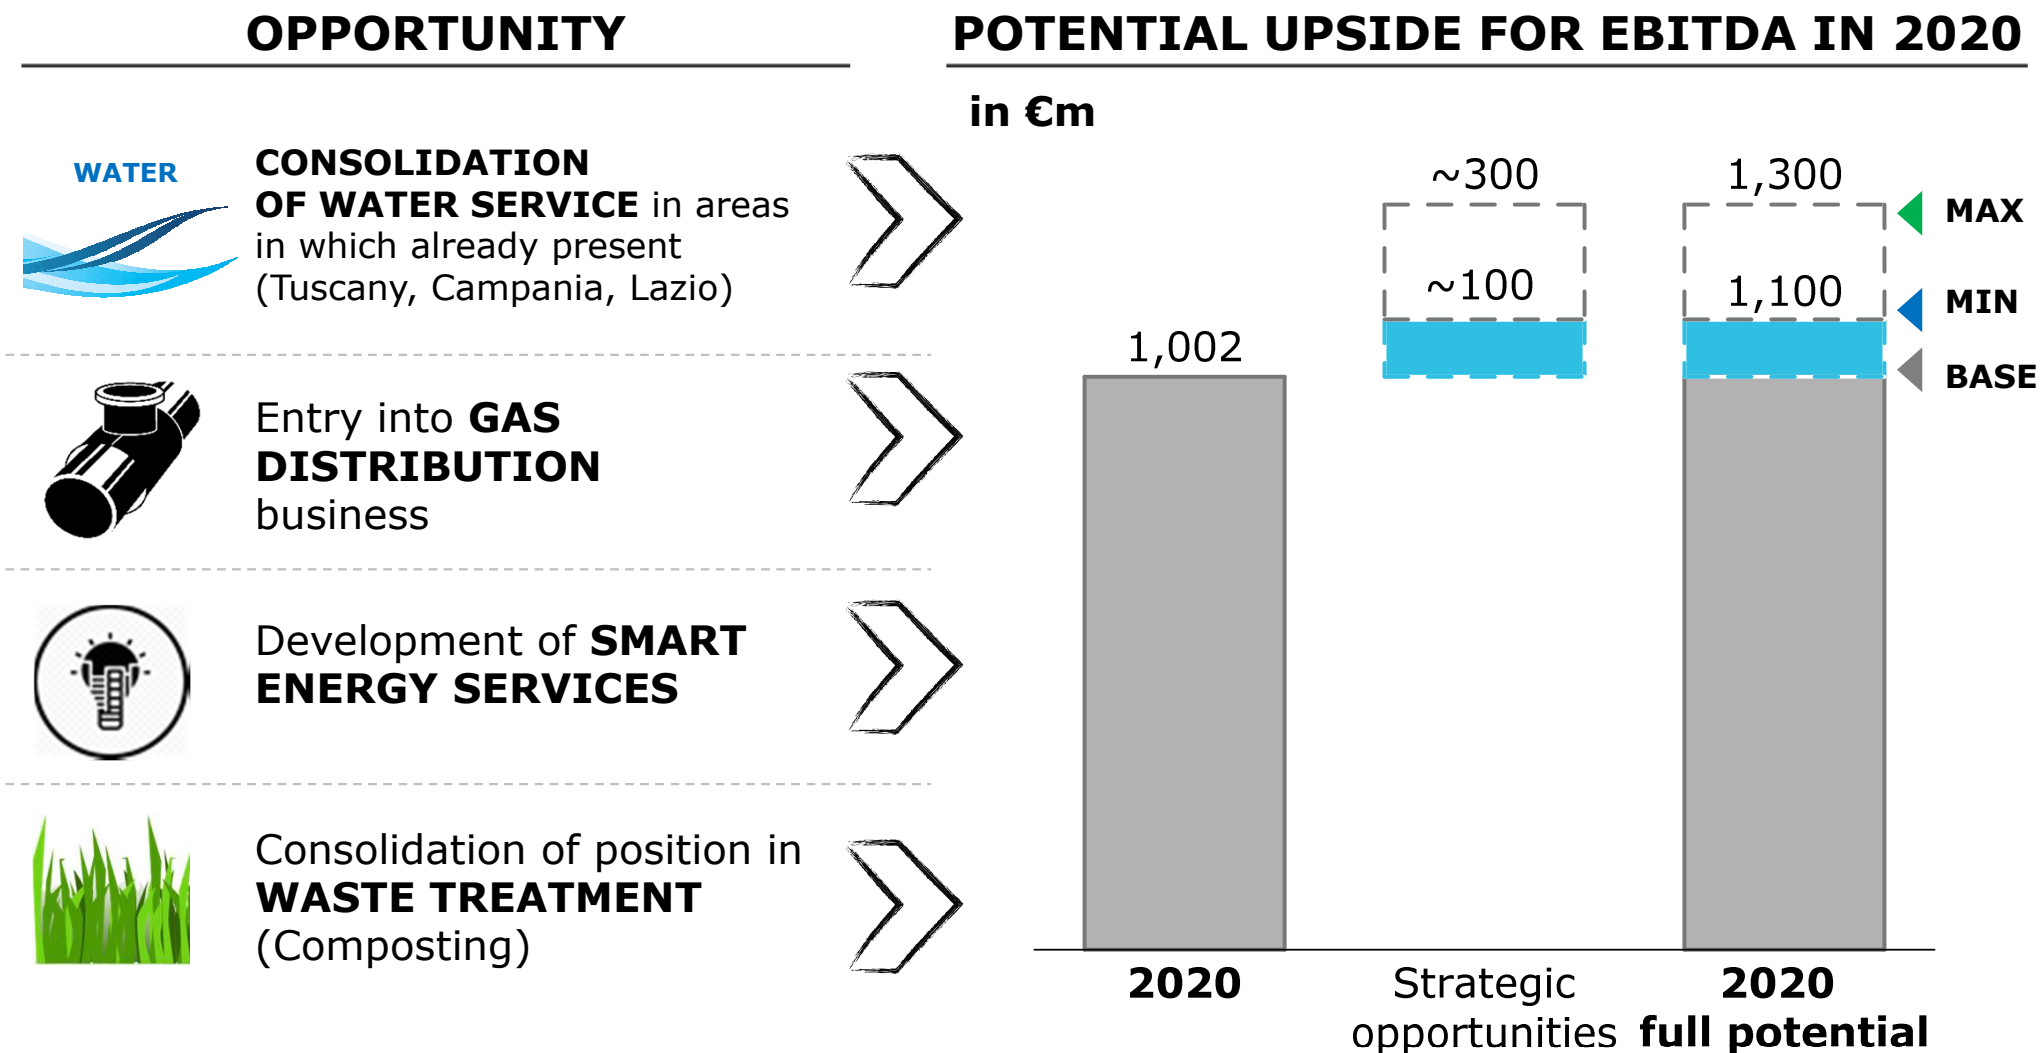 OPPORTUNITY
WATER
CONSOLIDATION
OF WATER SERVICE in areas
in which already present
(Tuscany, Campania, Lazio)
Entry into GAS
DISTRIBUTION
business
Development of SMART
ENERGY SERVICES
Consolidation of position in
WASTE TREATMENT
(Composting)
POTENTIAL UPSIDE FOR EBITDA IN 2020
in €m
1,002
~300
~100
1,300
1,100
MAX
MIN
BASE
2020
Strategic
opportunities
2020
full potential